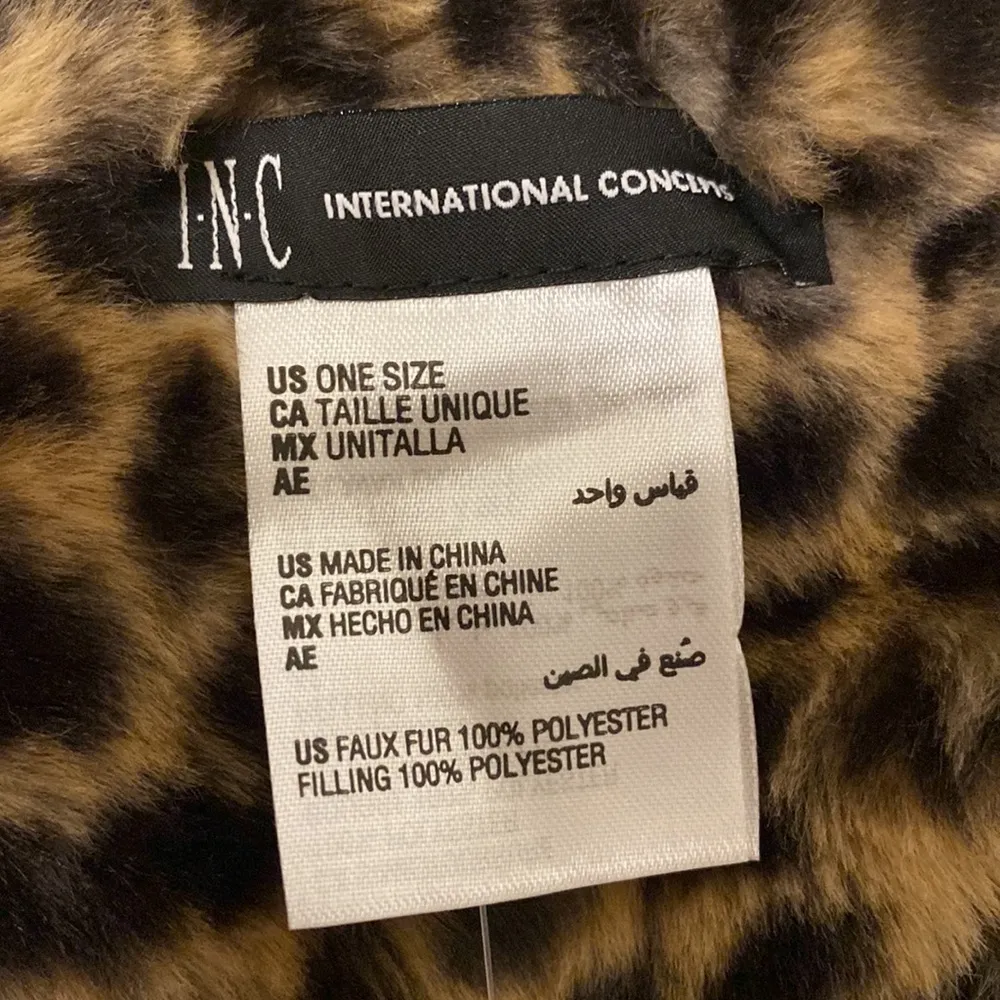 I·N·C INTERNATIONAL CONCEPTS
US ONE SIZE
CA TAILLE UNIQUE
MX UNITALLA
AE
قياس واحد
US MADE IN CHINA
CA FABRIQUÉ EN CHINE
MX HECHO EN CHINA
AE
صُنع في الصين
US FAUX FUR 100% POLYESTER
FILLING 100% POLYESTER